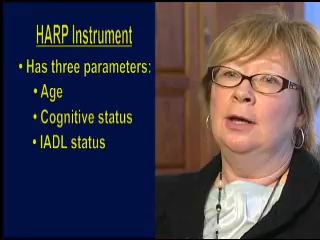 HARP Instrument
• Has three parameters:
• Age
• Cognitive status
• IADL status